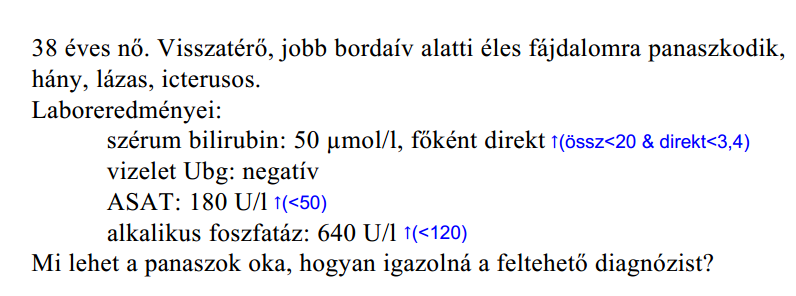 38 éves nő. Visszatérő, jobb bordaív alatti éles fájdalomra panaszkodik,
hány, lázas, icterusos.
Laboreredményei:
szérum bilirubin: 50 µmol/l, főként direkt ↑(össz<20 & direkt<3,4)
vizelet Ubg: negatív
ASAT: 180 U/l ↑(<50)
alkalikus foszfatáz: 640 U/l ↑(<120)
Mi lehet a panaszok oka, hogyan igazolná a feltehető diagnózist?